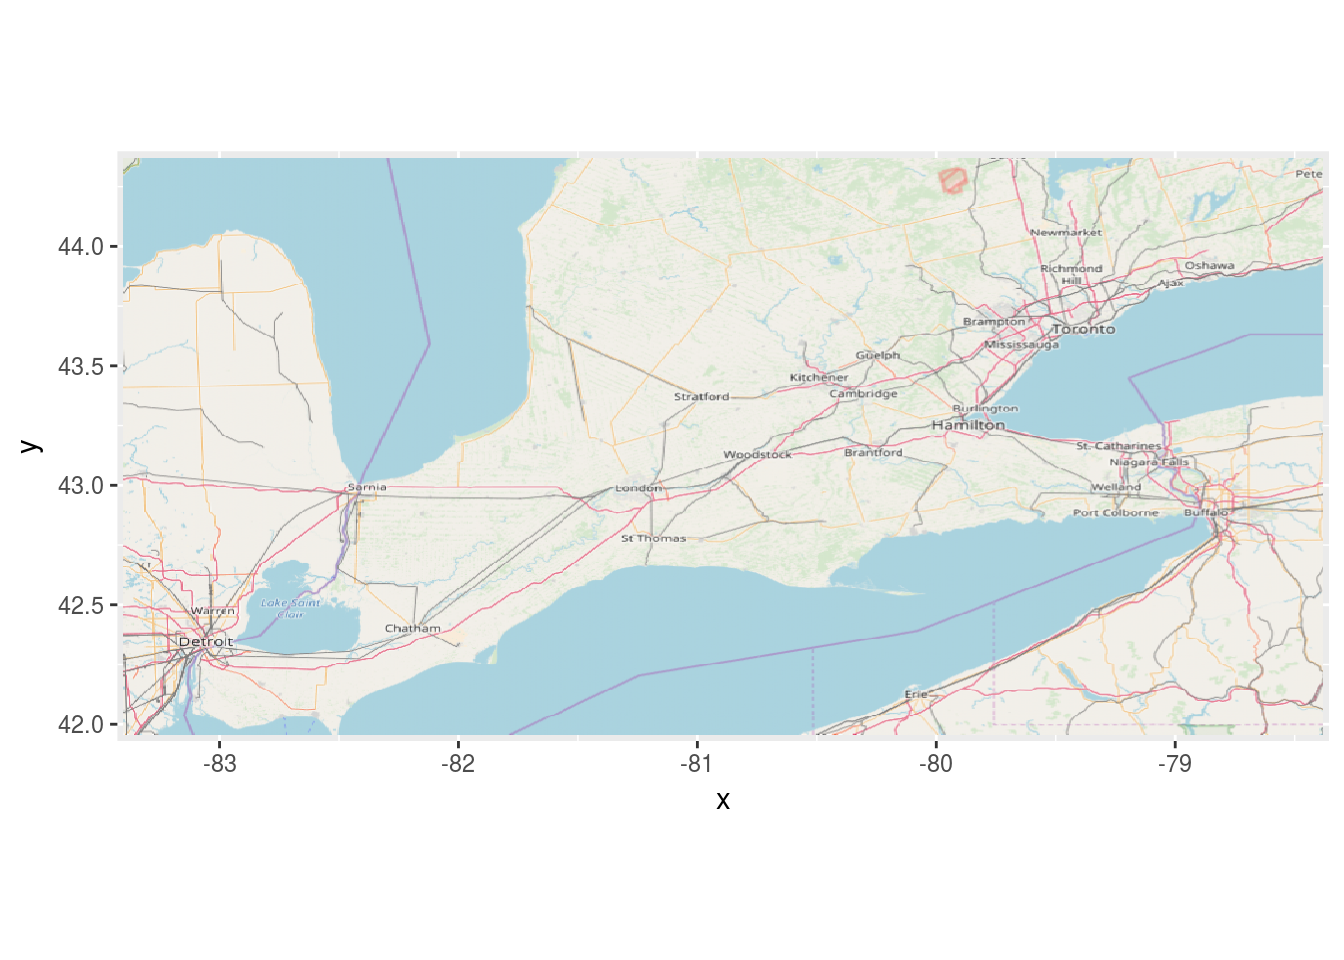 Pete
Newmarket
Richmond
Hill
Oshawa
Ajax
Brampton
Toronto
Mississauga
Guelph
Kitchener
Cambridge
Stratford
Burlington
Hamilton
St. Catharines
Woodstock
Brantford
Niagara Falls
Sarnia
London
Welland
Port Colborne
Buffalo
St Thomas
Lake Saint
Clair
Warren
Chatham
Detroit
Erie
44.0
43.5
43.0
42.5
42.0
y
-83
-82
-81
-80
-79
x